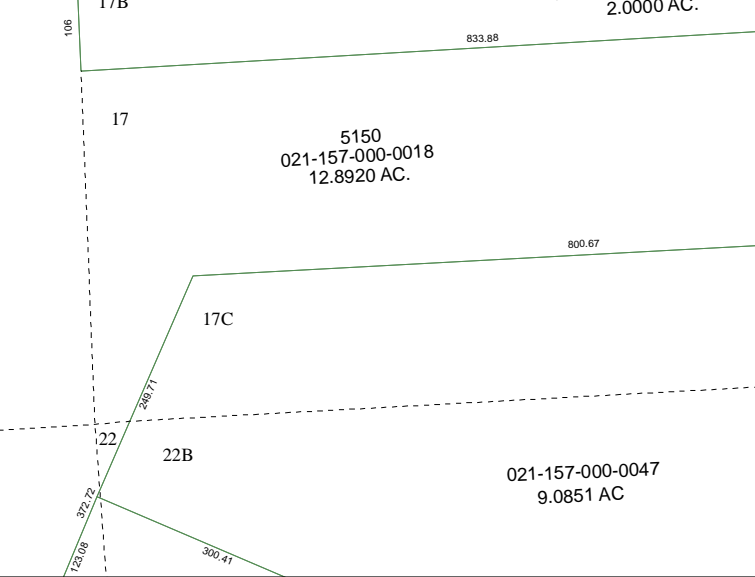 17B
2.0000 AC.
106
833.88
17
5150
021-157-000-0018
12.8920 AC.
800.67
17C
249.71
22
22B
021-157-000-0047
9.0851 AC
372.72
123.08
300.41